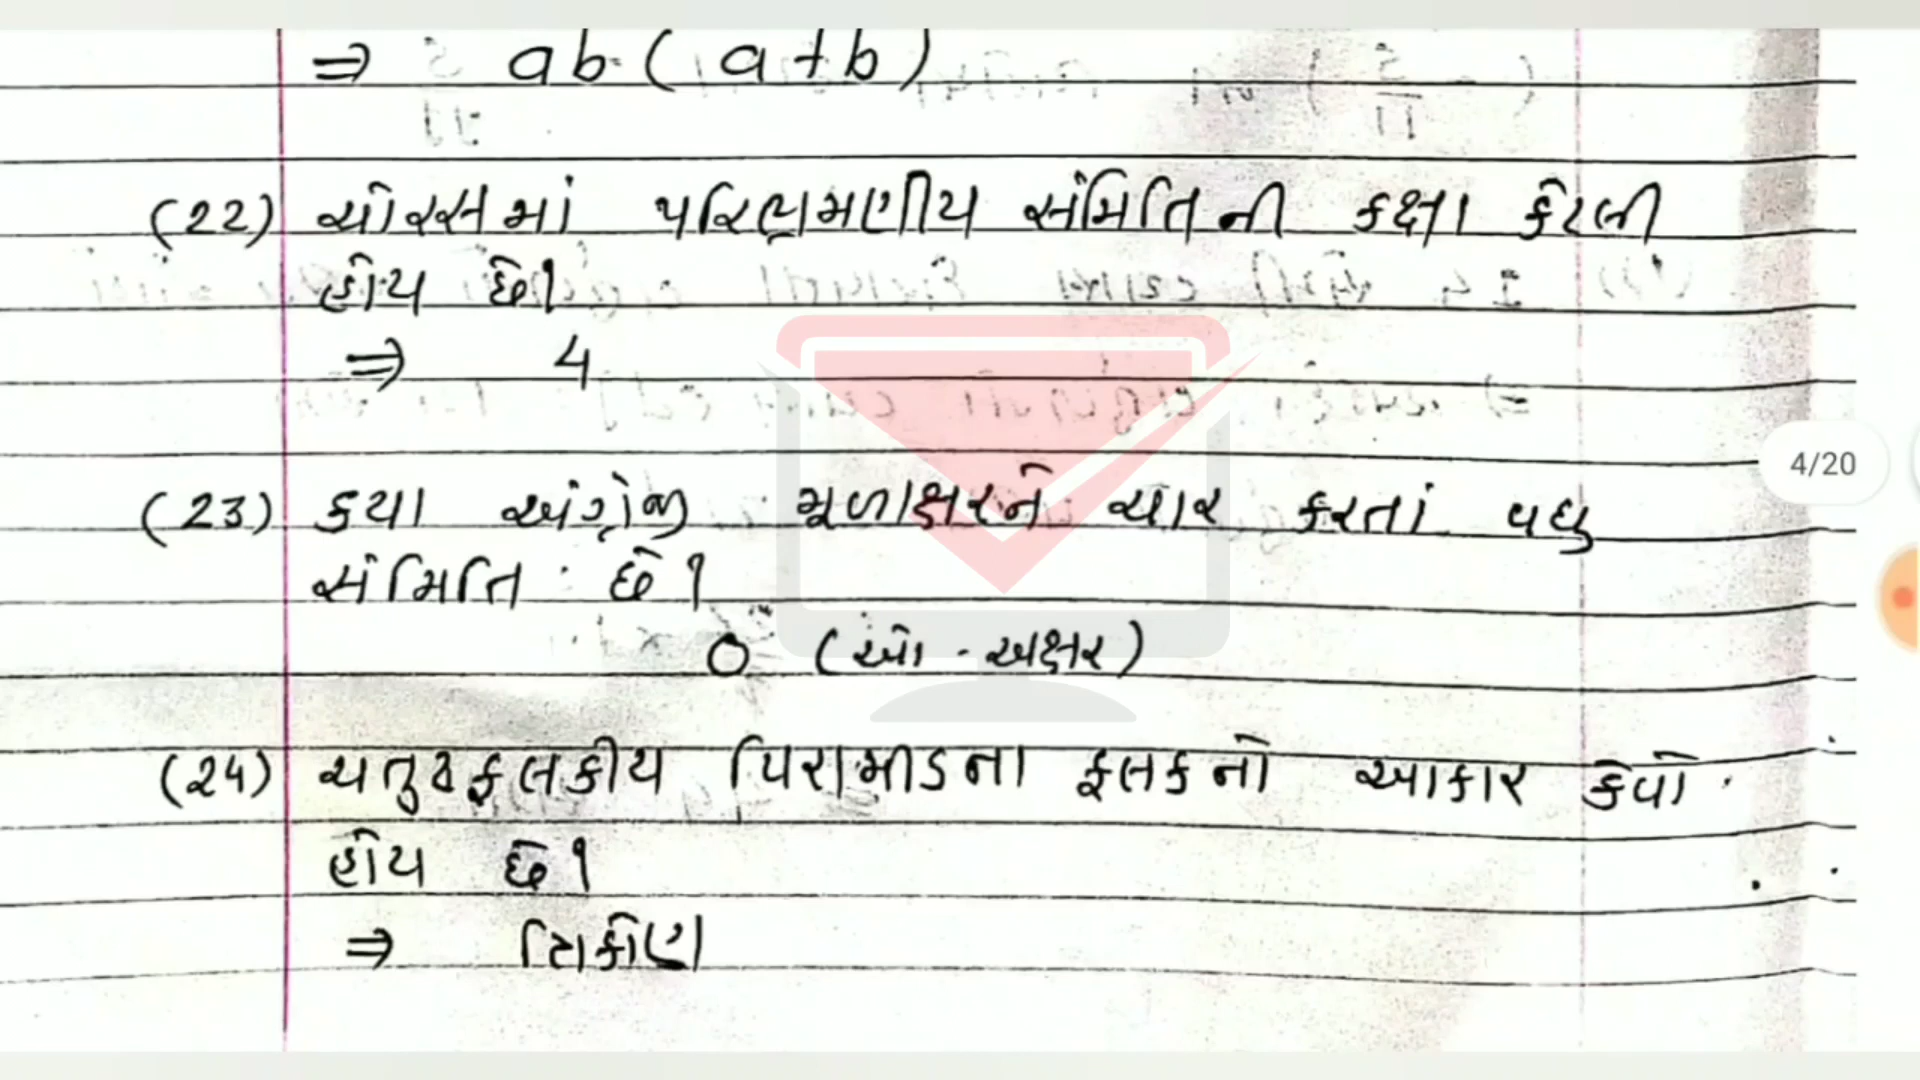 ⇒ ab (a+b)
(22) ચોરસમાં પરિભ્રમણીય સંમિતિની કક્ષા કેટલી
હોય છે?
⇒ 4
4/20
(23) કયા અંગ્રેજી મૂળાક્ષરને ચાર કરતાં વધુ
સંમિતિ છે?
O (ઓ - અક્ષર)
(24) ચતુષ્ફલકીય પિરામીડના ફલકનો આકાર કેવો
હોય છે?
⇒ ત્રિકોણ